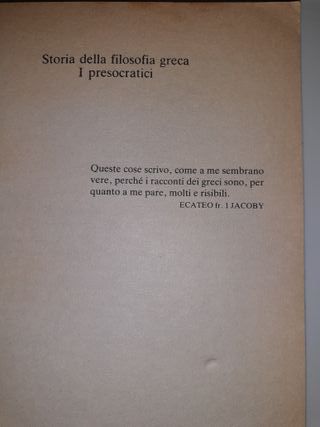 Storia della filosofia greca
I presocratici
Queste cose scrivo, come a me sembrano
vere, perché i racconti dei greci sono, per
quanto a me pare, molti e risibili.
ECATEO fr. 1 JACOBY